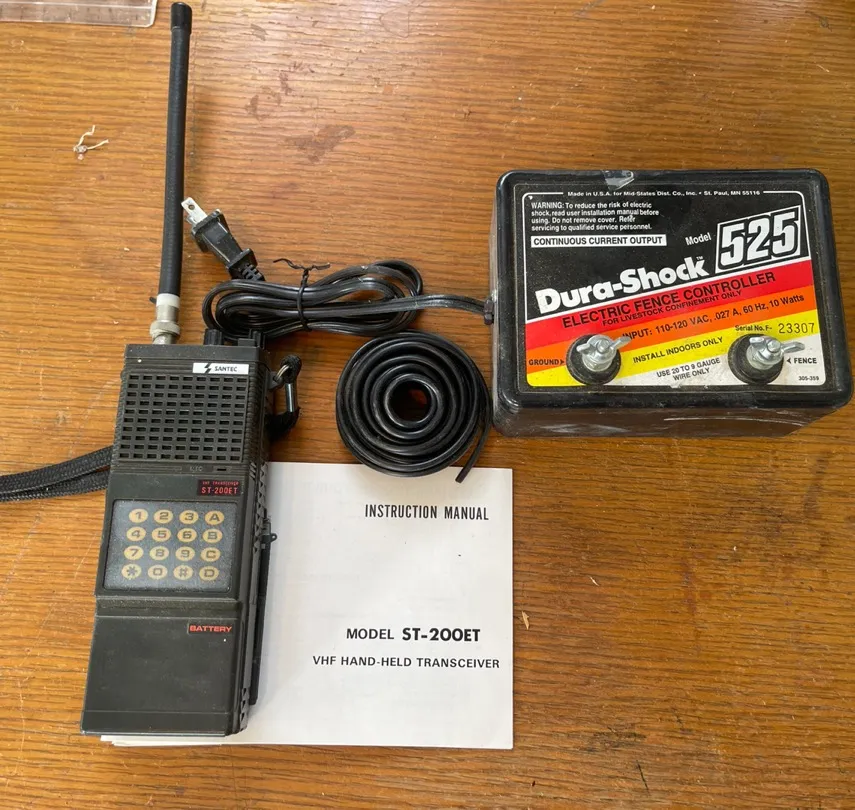 SANTEC
ST-200ET
1 2 3 A
4 5 6 B
7 8 9 C
* 0 # D
BATTERY
INSTRUCTION MANUAL
MODEL ST-200ET
VHF HAND-HELD TRANSCEIVER
Made in U.S.A. for Mid-States Dist. Co., Inc. • St. Paul, MN 55116
WARNING: To reduce the risk of electric
shock, read user installation manual before
using. Do not remove cover. Refer
servicing to qualified service personnel.
CONTINUOUS CURRENT OUTPUT
Model 525
Dura-Shock™
ELECTRIC FENCE CONTROLLER
FOR LIVESTOCK CONFINEMENT ONLY
INPUT: 110-120 VAC, .027 A, 60 Hz, 10 Watts
Serial No. F- 23307
GROUND
INSTALL INDOORS ONLY
FENCE
USE 20 TO 9 GAUGE
WIRE ONLY
305-359